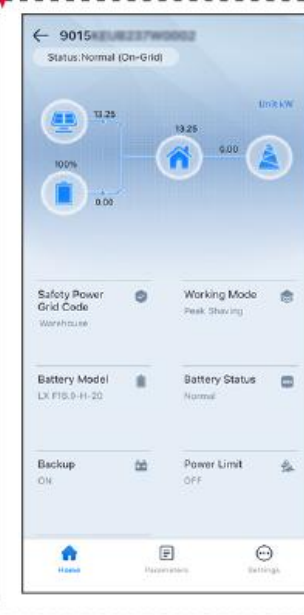 ← 9015
Status:Normal (On-Grid)
Unit kW
13.25
13.25
0.00
100%
0.00
Safety Power
Grid Code
Warehouse
Working Mode
Peak Shaving
Battery Model
LX F16.0-H-20
Battery Status
Normal
Backup
ON
Power Limit
OFF
Home
Parameters
Settings